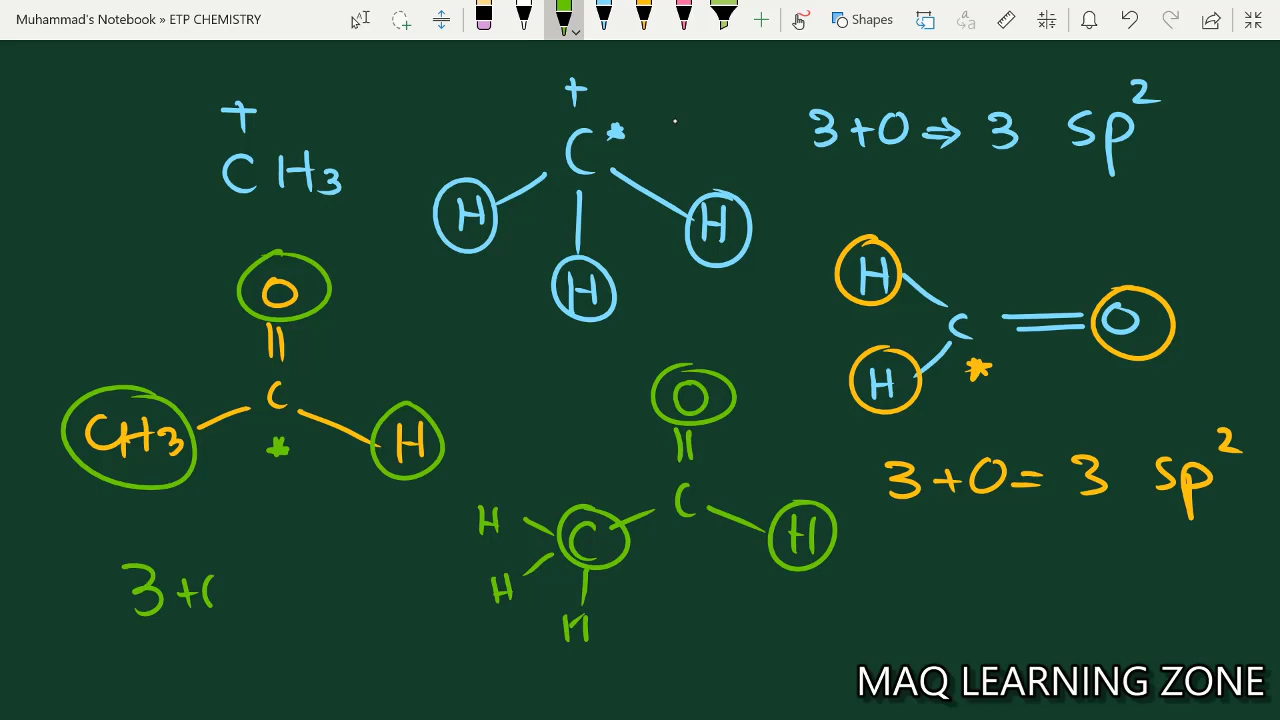 Muhammad's Notebook » ETP CHEMISTRY
Shapes
+
CH3
+
C*
H H
H
3+0⇒3 sp²
O
||
CH3 C H
*
H
H C = O
*
3+0=3 sp²
O
||
H C C H
H
H
3+0
MAQ LEARNING ZONE